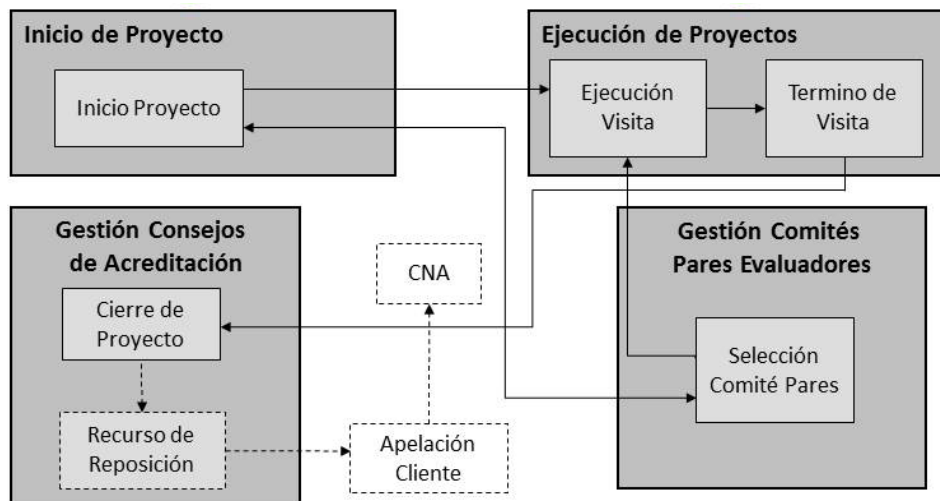 Inicio de Proyecto
Inicio Proyecto
Ejecución de Proyectos
Ejecución
Visita
Termino de
Visita
Gestión Consejos
de Acreditación
Cierre de
Proyecto
Recurso de
Reposición
CNA
Apelación
Cliente
Gestión Comités
Pares Evaluadores
Selección
Comité Pares